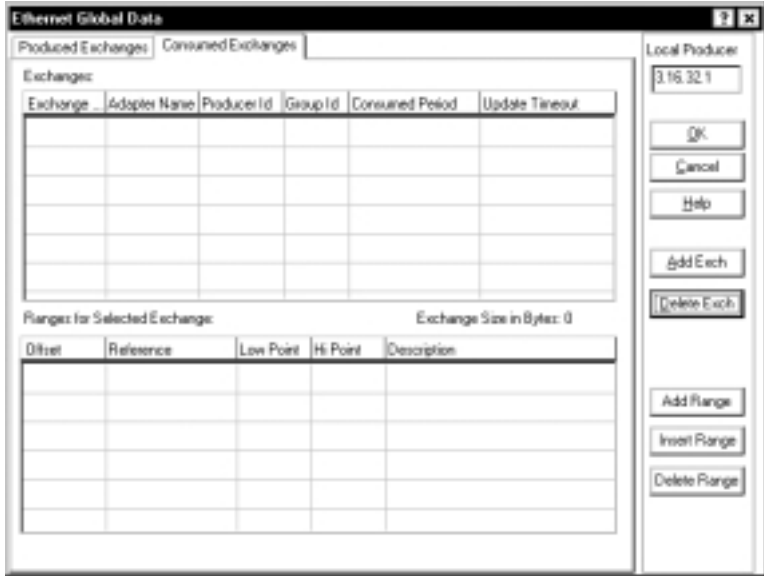 Ethernet Global Data
? x
Produced Exchanges
Consumed Exchanges
Local Producer
3.16.32.1
Exchanges:
Exchange ... Adapter Name Producer Id Group Id Consumed Period Update Timeout
OK
Cancel
Help
Add Exch
Delete Exch
Ranges for Selected Exchange:
Exchange Size in Bytes: 0
Offset Reference Low Point Hi Point Description
Add Range
Insert Range
Delete Range